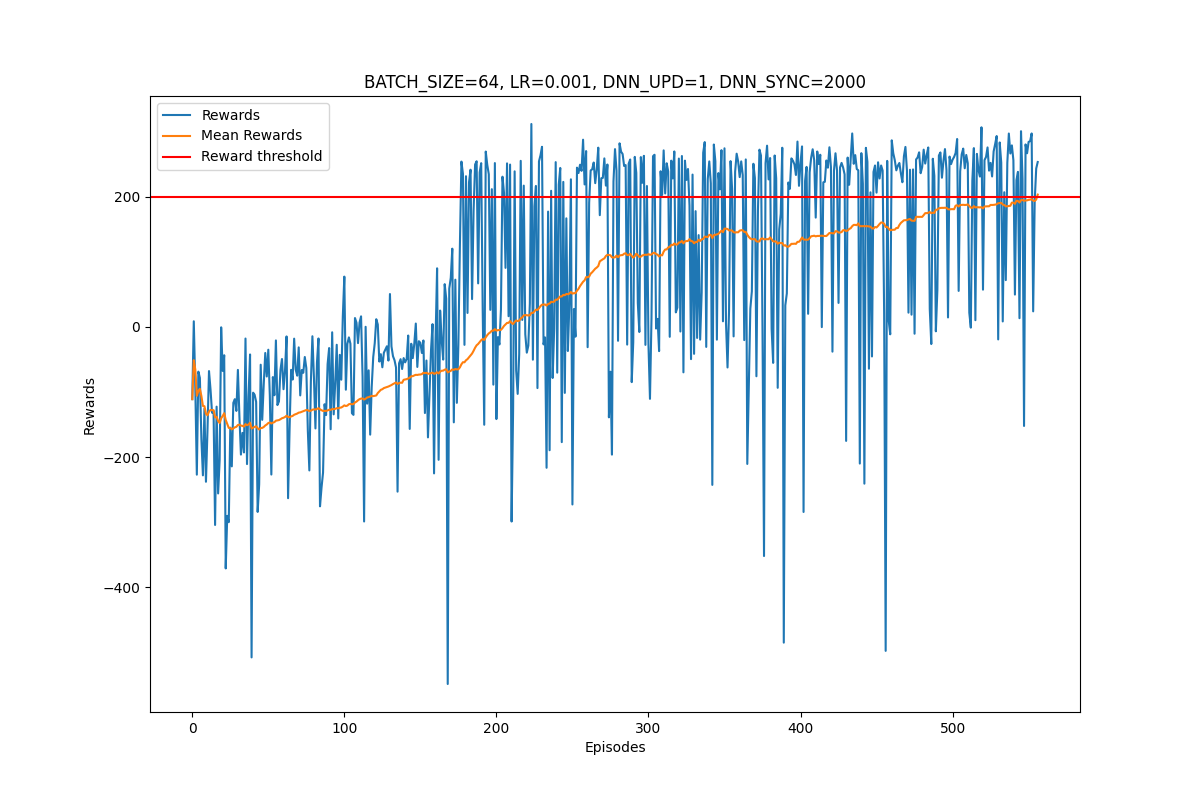 BATCH_SIZE=64, LR=0.001, DNN_UPD=1, DNN_SYNC=2000
Rewards
Mean Rewards
Reward threshold
200
0
−200
−400
Rewards
0 100 200 300 400 500
Episodes